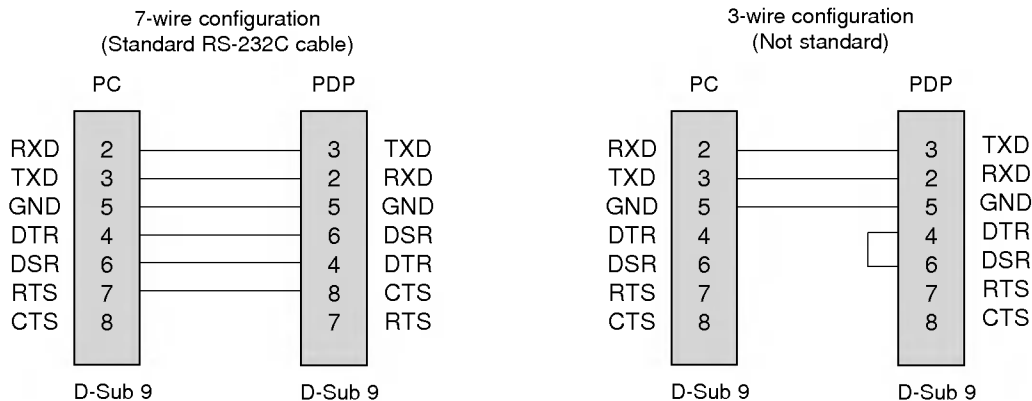 7-wire configuration
(Standard RS-232C cable)
PC PDP
RXD 2 3 TXD
TXD 3 2 RXD
GND 5 5 GND
DTR 4 6 DSR
DSR 6 4 DTR
RTS 7 8 CTS
CTS 8 7 RTS
D-Sub 9 D-Sub 9
3-wire configuration
(Not standard)
PC PDP
RXD 2 3 TXD
TXD 3 2 RXD
GND 5 5 GND
DTR 4 4 DTR
DSR 6 6 DSR
RTS 7 7 RTS
CTS 8 8 CTS
D-Sub 9 D-Sub 9